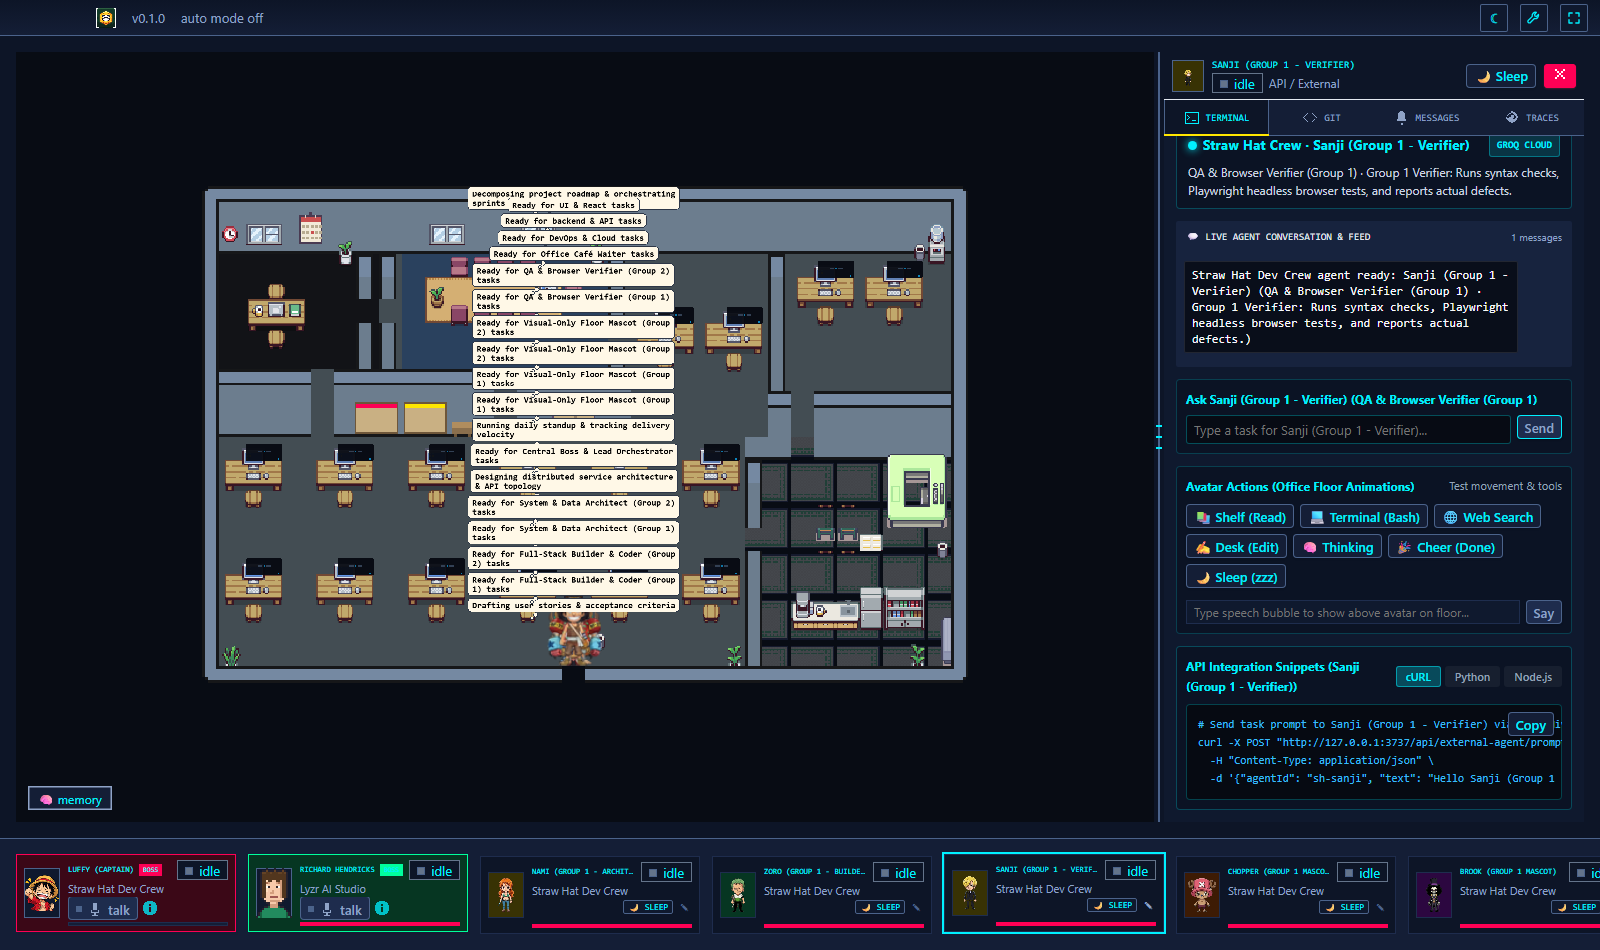 v0.1.0 auto mode off
SANJI (GROUP 1 - VERIFIER)
idle API / External
Sleep
TERMINAL GIT MESSAGES TRACES
Straw Hat Crew · Sanji (Group 1 - Verifier) GROQ CLOUD
QA & Browser Verifier (Group 1) · Group 1 Verifier: Runs syntax checks,
Playwright headless browser tests, and reports actual defects.
LIVE AGENT CONVERSATION & FEED 1 messages
Straw Hat Dev Crew agent ready: Sanji (Group 1 -
Verifier) (QA & Browser Verifier (Group 1) ·
Group 1 Verifier: Runs syntax checks, Playwright
headless browser tests, and reports actual
defects.)
Ask Sanji (Group 1 - Verifier) (QA & Browser Verifier (Group 1)
Type a task for Sanji (Group 1 - Verifier)... Send
Avatar Actions (Office Floor Animations) Test movement & tools
Shelf (Read) Terminal (Bash) Web Search
Desk (Edit) Thinking Cheer (Done)
Sleep (zzz)
Type speech bubble to show above avatar on floor... Say
API Integration Snippets (Sanji
(Group 1 - Verifier)) cURL Python Node.js
# Send task prompt to Sanji (Group 1 - Verifier) Copy
curl -X POST "http://127.0.0.1:3737/api/external-agent/promp
-H "Content-Type: application/json" \
-d '{"agentId": "sh-sanji", "text": "Hello Sanji (Group 1
Decomposing project roadmap & orchestrating
sprints
Ready for UI & React tasks
Ready for backend & API tasks
Ready for DevOps & Cloud tasks
Ready for Office Café Waiter tasks
Ready for QA & Browser Verifier (Group 2)
tasks
Ready for QA & Browser Verifier (Group 1)
tasks
Ready for Visual-Only Floor Mascot (Group
2) tasks
Ready for Visual-Only Floor Mascot (Group
2) tasks
Ready for Visual-Only Floor Mascot (Group
1) tasks
Ready for Visual-Only Floor Mascot (Group
1) tasks
Running daily standup & tracking delivery
velocity
Ready for Central Boss & Lead Orchestrator
tasks
Designing distributed service architecture
& API topology
Ready for System & Data Architect (Group 2)
tasks
Ready for System & Data Architect (Group 1)
tasks
Ready for Full-Stack Builder & Coder (Group
2) tasks
Ready for Full-Stack Builder & Coder (Group
1) tasks
Drafting user stories & acceptance criteria
memory
LUFFY (CAPTAIN) BOSS idle
Straw Hat Dev Crew
talk
RICHARD HENDRICKS idle
Lyzr AI Studio
talk
NAMI (GROUP 1 - ARCHIT… idle
Straw Hat Dev Crew
SLEEP
ZORO (GROUP 1 - BUILDE… idle
Straw Hat Dev Crew
SLEEP
SANJI (GROUP 1 - VERIF… idle
Straw Hat Dev Crew
SLEEP
CHOPPER (GROUP 1 MASCO… idle
Straw Hat Dev Crew
SLEEP
BROOK (GROUP 1 MASCOT)
Straw Hat Dev Crew
SLEEP